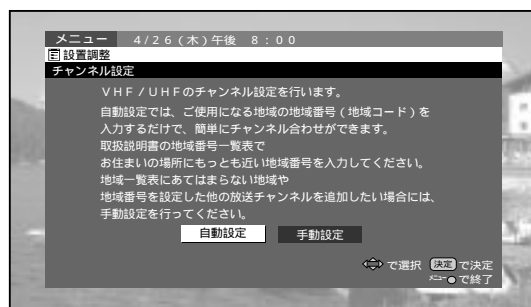 メニュー 4/26(木)午後 8:00
設置調整
チャンネル設定
VHF/UHFのチャンネル設定を行います。
自動設定では、ご使用になる地域の地域番号(地域コード)を
入力するだけで、簡単にチャンネル合わせができます。
取扱説明書の地域番号一覧表で
お住まいの場所にもっとも近い地域番号を入力してください。
地域一覧表にあてはまらない地域や
地域番号を設定した他の放送チャンネルを追加したい場合には、
手動設定を行ってください。
自動設定 手動設定
で選択 決定 で決定
メニュー で終了